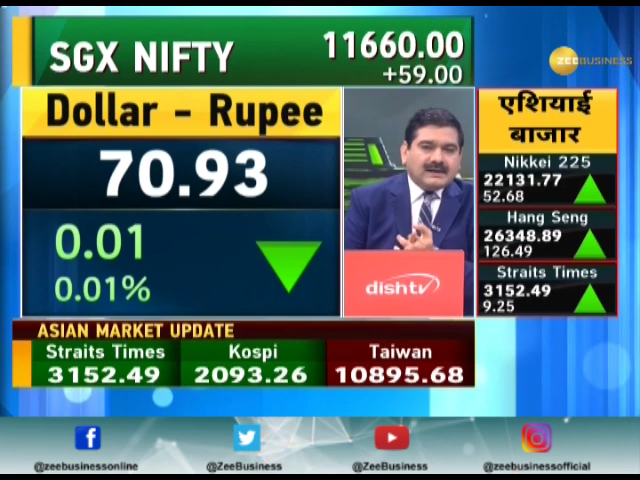 SGX NIFTY
11660.00
+59.00
ZEEBUSINESS
Dollar - Rupee
70.93
0.01
0.01%
dishtv
एशियाई
बाजार
Nikkei 225
22131.77
52.68
Hang Seng
26348.89
126.49
Straits Times
3152.49
9.25
ASIAN MARKET UPDATE
Straits Times Kospi Taiwan
3152.49 2093.26 10895.68
@zeebusinessonline @ZeeBusiness @ZeeBusiness @zeebusinessofficial